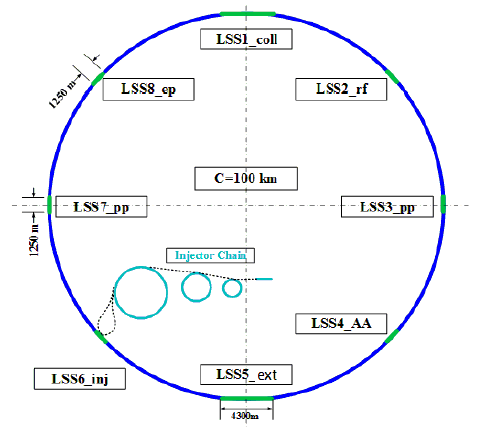 LSS1_coll
1250 m
LSS8_ep
LSS2_rf
C=100 km
LSS7_pp
LSS3_pp
1250 m
Injector Chain
LSS4_AA
LSS6_inj
LSS5_ext
4300m